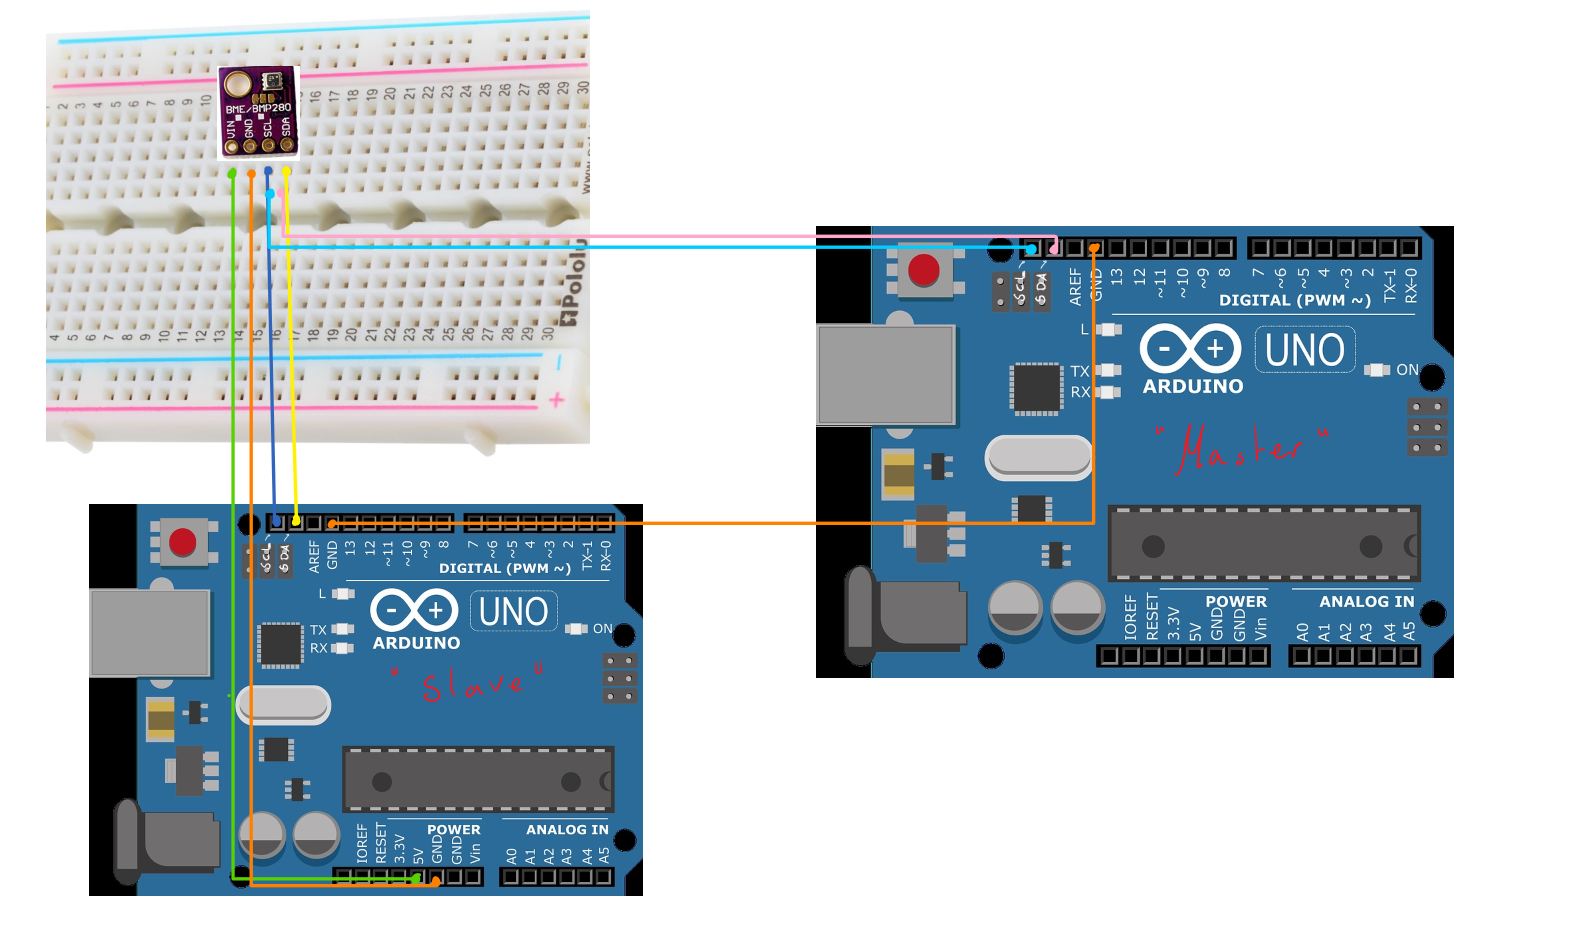 2 3 4 5 6 7 8 9 10 16 17 18 19 20 21 22 23 24 25 26 27 28 29 30
BME/BMP280
VIN GND SCL SDA
Pololu
4 5 6 7 8 9 10 11 12 13 14 15 16 17 18 19 20 21 22 23 24 25 26 27 28 29 30
−
+
SCL SDA AREF GND 13 12 ~11 ~10 ~9 8 7 ~6 ~5 4 ~3 2 TX→1 RX←0
DIGITAL (PWM ~)
L
TX
RX
ARDUINO
UNO
ON
"Master"
POWER ANALOG IN
IOREF RESET 3.3V 5V GND GND Vin A0 A1 A2 A3 A4 A5
SCL SDA AREF GND 13 12 ~11 ~10 ~9 8 7 ~6 ~5 4 ~3 2 TX→1 RX←0
DIGITAL (PWM ~)
L
TX
RX
ARDUINO
UNO
ON
"Slave"
POWER ANALOG IN
IOREF RESET 3.3V 5V GND GND Vin A0 A1 A2 A3 A4 A5